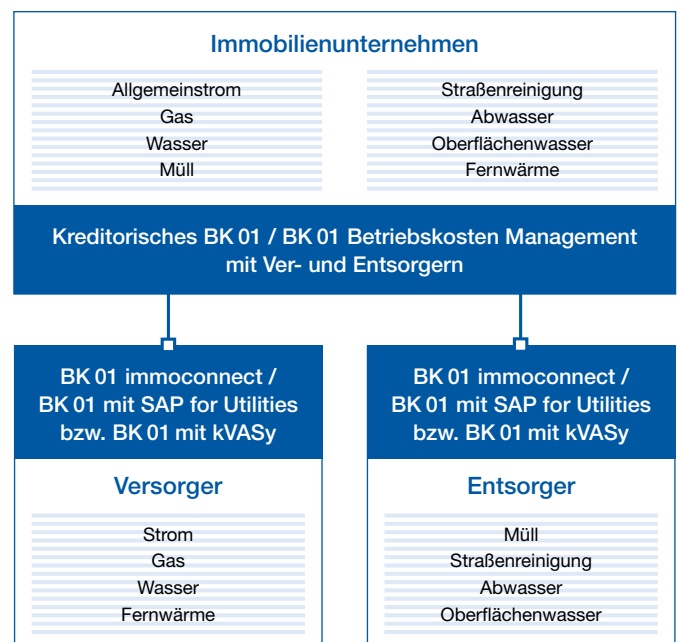 Immobilienunternehmen
Allgemeinstrom
Gas
Wasser
Müll
Straßenreinigung
Abwasser
Oberflächenwasser
Fernwärme
Kreditorisches BK 01 / BK 01 Betriebskosten Management
mit Ver- und Entsorgern
BK 01 immoconnect /
BK 01 mit SAP for Utilities
bzw. BK 01 mit kVASy
Versorger
Strom
Gas
Wasser
Fernwärme
BK 01 immoconnect /
BK 01 mit SAP for Utilities
bzw. BK 01 mit kVASy
Entsorger
Müll
Straßenreinigung
Abwasser
Oberflächenwasser